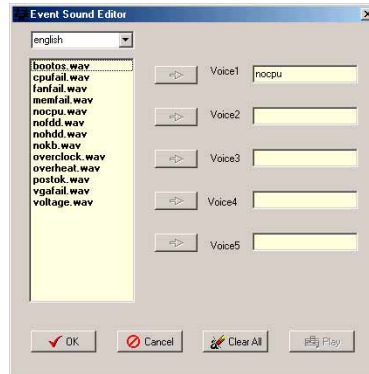 Event Sound Editor
english
bootos.wav
cpufail.wav
fanfail.wav
memfail.wav
nocpu.wav
nofdd.wav
nohdd.wav
nokb.wav
overclock.wav
overheat.wav
postok.wav
vgafail.wav
voltage.wav
Voice1 nocpu
Voice2
Voice3
Voice4
Voice5
OK Cancel Clear All Play